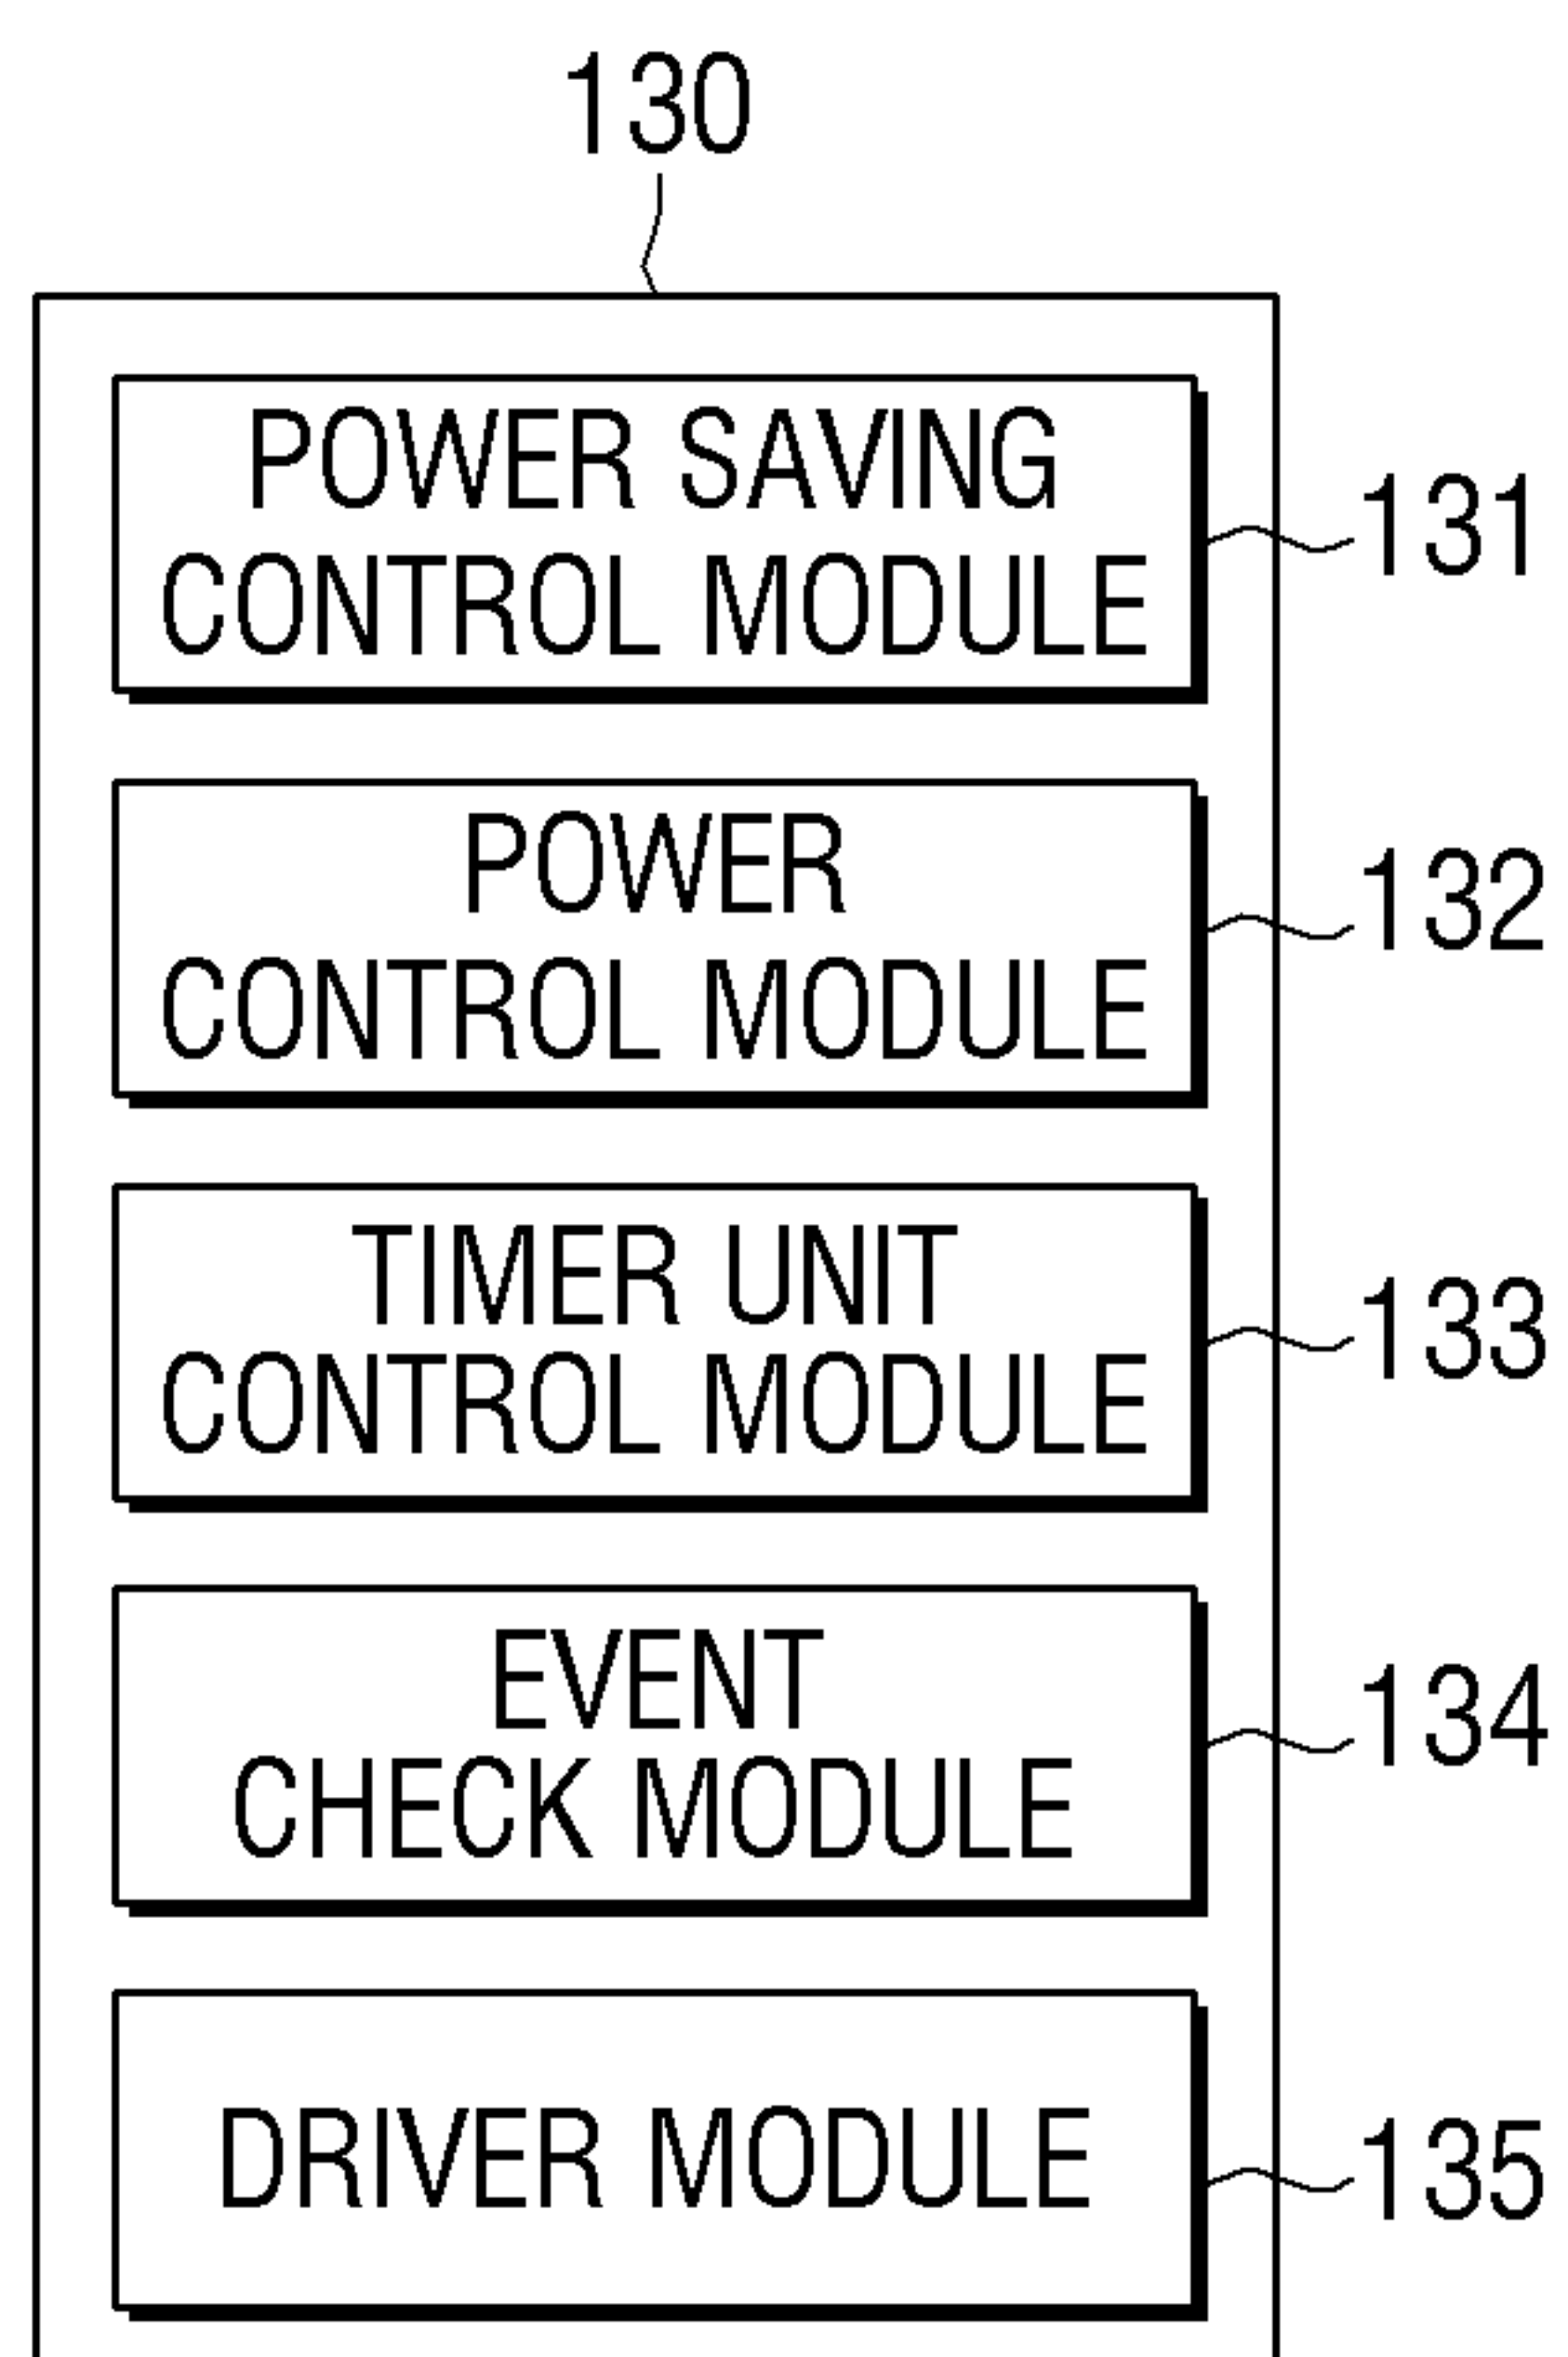 130
POWER SAVING
CONTROL MODULE
131
POWER
CONTROL MODULE
132
TIMER UNIT
CONTROL MODULE
133
EVENT
CHECK MODULE
134
DRIVER MODULE
135